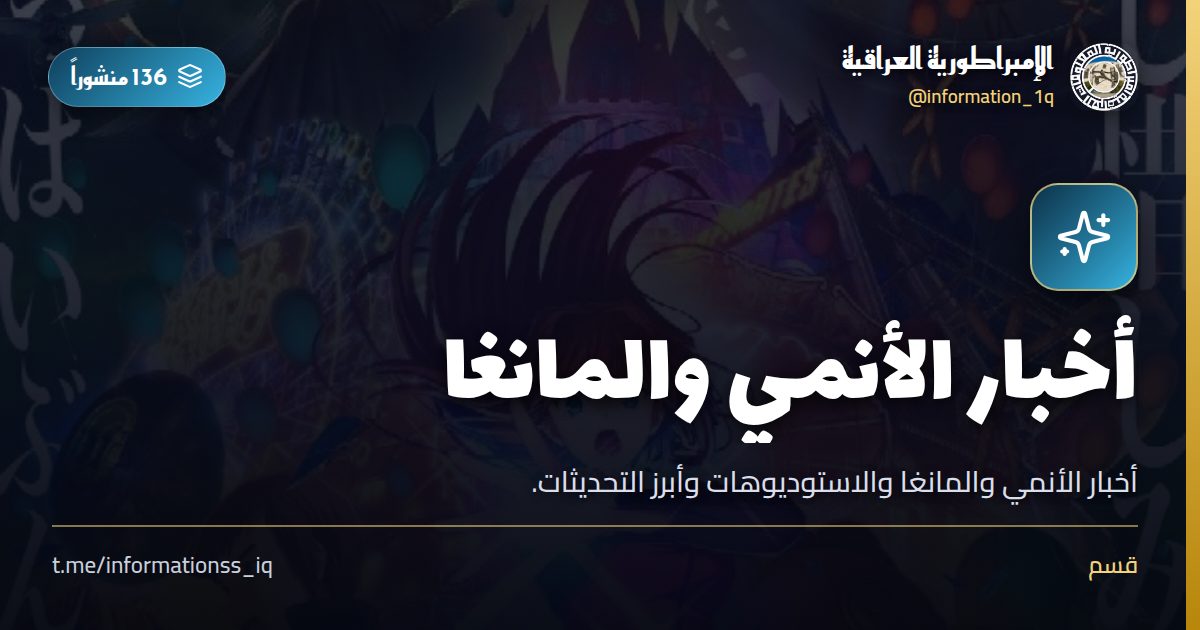 الإمبراطورية العراقية
@information_1q
136 منشوراً
أخبار الأنمي والمانغا
أخبار الأنمي والمانغا والاستوديوهات وأبرز التحديثات.
قسم
t.me/informationss_iq